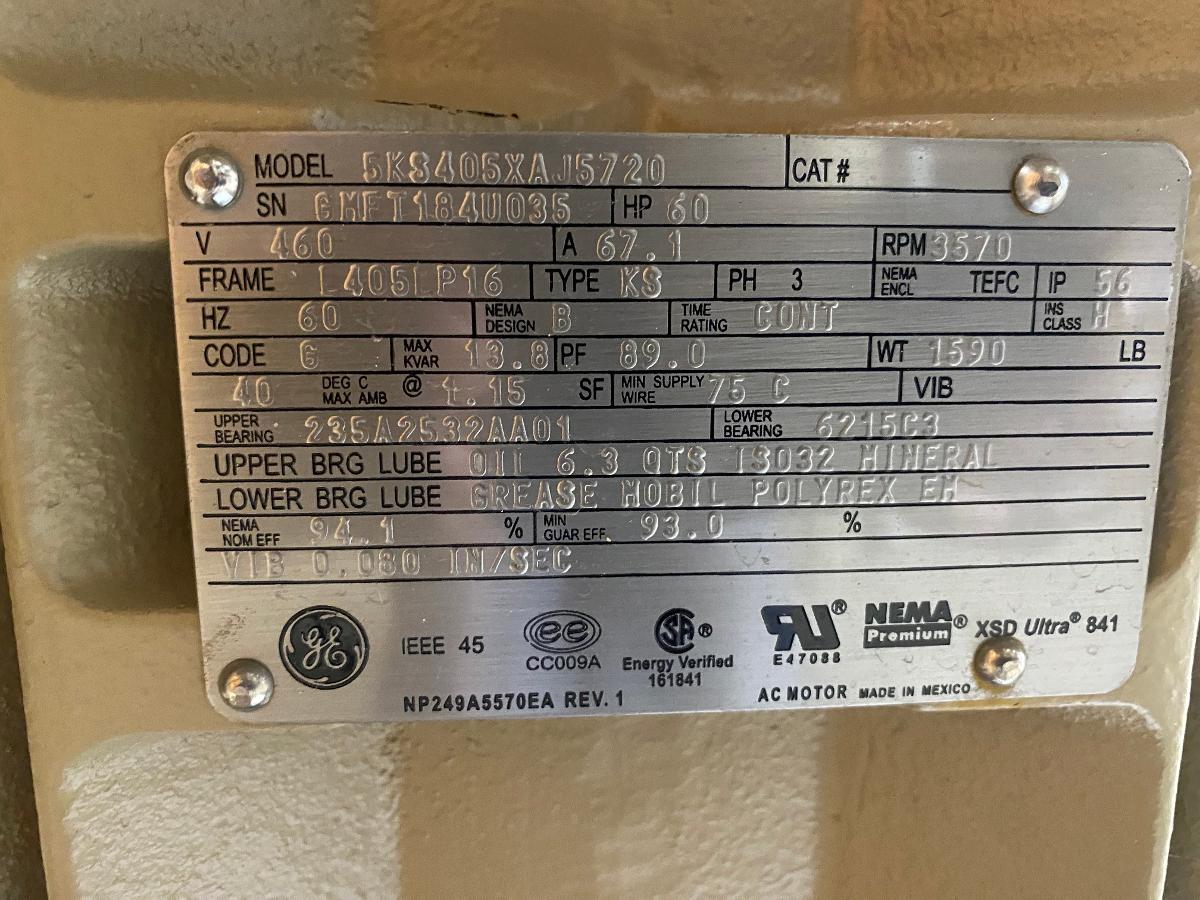 MODEL 5KS405XAJ5720 CAT #
SN GMFT184U035 HP 60
V 460 A 67.1 RPM 3570
FRAME L405LP16 TYPE KS PH 3 NEMA ENCL TEFC IP 56
HZ 60 NEMA DESIGN B TIME RATING CONT INS CLASS H
CODE G MAX KVAR 13.8 PF 89.0 WT 1590 LB
40 DEG C MAX AMB @ 1.15 SF MIN SUPPLY WIRE 75 C VIB
UPPER BEARING 235A2532AA01 LOWER BEARING 6215C3
UPPER BRG LUBE OIL 6.3 QTS ISO32 MINERAL
LOWER BRG LUBE GREASE MOBIL POLYREX EM
NEMA NOM EFF 94.1 % MIN GUAR EFF 93.0 %
VIB 0.080 IN/SEC
GE IEEE 45 ee CC009A SA® Energy Verified 161841 RU® E47088 NEMA Premium® XSD Ultra® 841
NP249A5570EA REV. 1 AC MOTOR MADE IN MEXICO